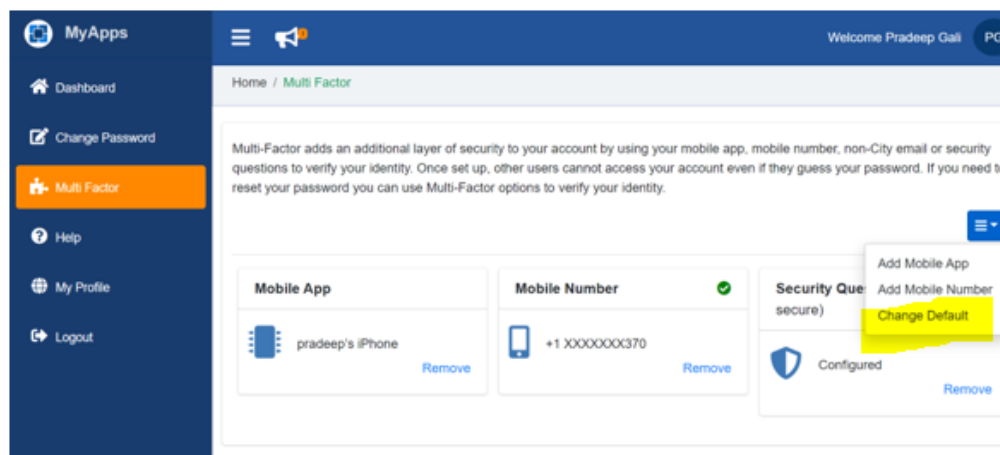 MyApps
Welcome Pradeep Gali
PG
Dashboard
Change Password
Multi Factor
Help
My Profile
Logout
Home / Multi Factor
Multi-Factor adds an additional layer of security to your account by using your mobile app, mobile number, non-City email or security
questions to verify your identity. Once set up, other users cannot access your account even if they guess your password. If you need
reset your password you can use Multi-Factor options to verify your identity.
Add Mobile App
Add Mobile Number
Change Default
Mobile App
pradeep's iPhone
Remove
Mobile Number
+1 XXXXXXX370
Remove
Security Que
secure)
Configured
Remove